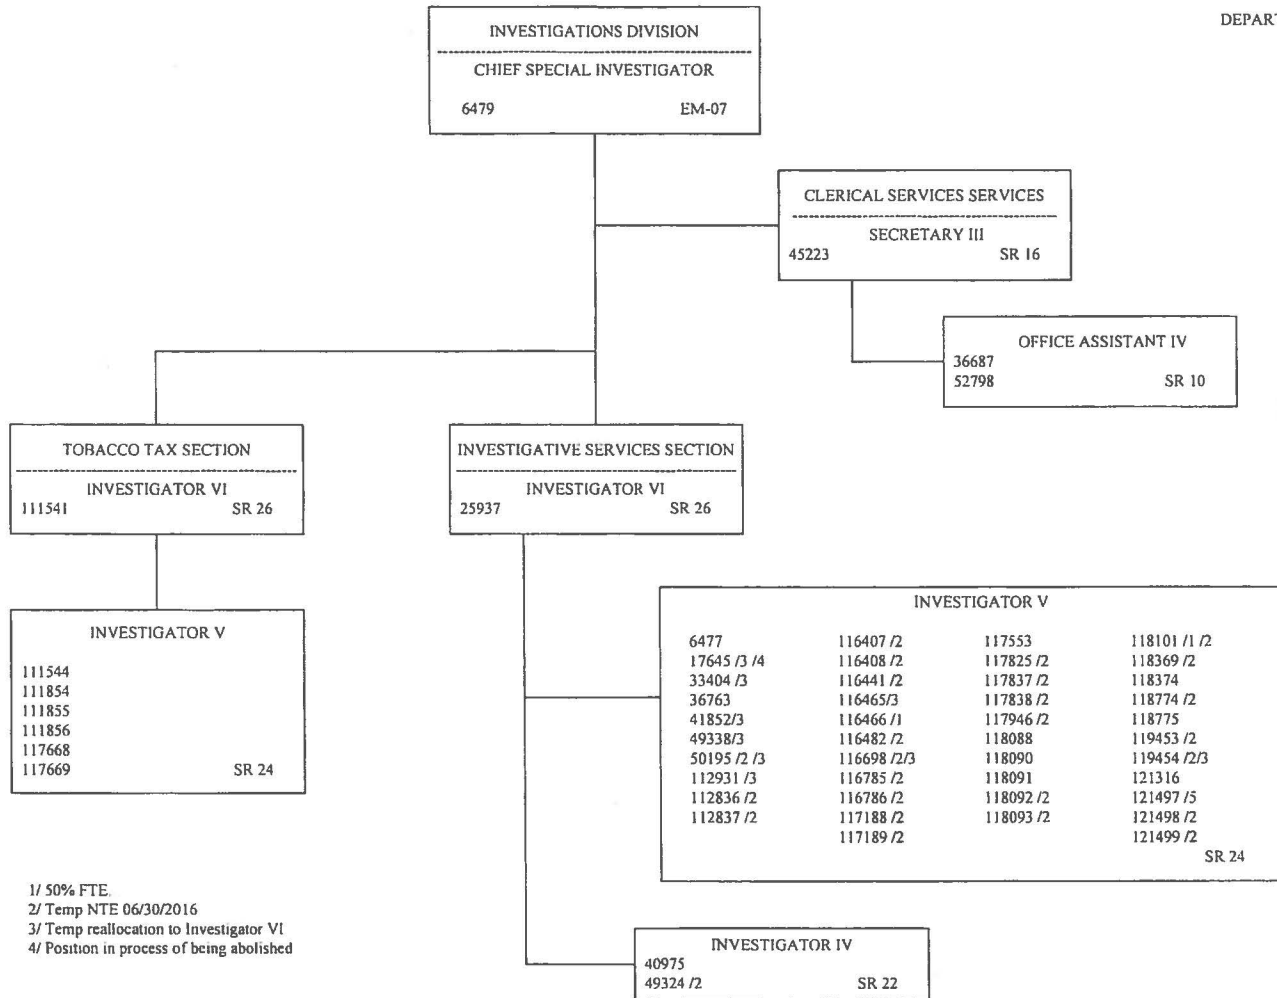 DEPART
INVESTIGATIONS DIVISION
CHIEF SPECIAL INVESTIGATOR
6479 EM-07
CLERICAL SERVICES SERVICES
SECRETARY III
45223 SR 16
OFFICE ASSISTANT IV
36687
52798 SR 10
TOBACCO TAX SECTION
INVESTIGATOR VI
111541 SR 26
INVESTIGATIVE SERVICES SECTION
INVESTIGATOR VI
25937 SR 26
INVESTIGATOR V
111544
111854
111855
111856
117668
117669 SR 24
INVESTIGATOR V
6477 116407 /2 117553 118101 /1 /2
17645 /3 /4 116408 /2 117825 /2 118369 /2
33404 /3 116441 /2 117837 /2 118374
36763 116465/3 117838 /2 118774 /2
41852/3 116466 /1 117946 /2 118775
49338/3 116482 /2 118088 119453 /2
50195 /2 /3 116698 /2/3 118090 119454 /2/3
112931 /3 116785 /2 118091 121316
112836 /2 116786 /2 118092 /2 121497 /5
112837 /2 117188 /2 118093 /2 121498 /2
117189 /2 121499 /2
SR 24
1/ 50% FTE
2/ Temp NTE 06/30/2016
3/ Temp reallocation to Investigator VI
4/ Position in process of being abolished
INVESTIGATOR IV
40975
49324 /2 SR 22